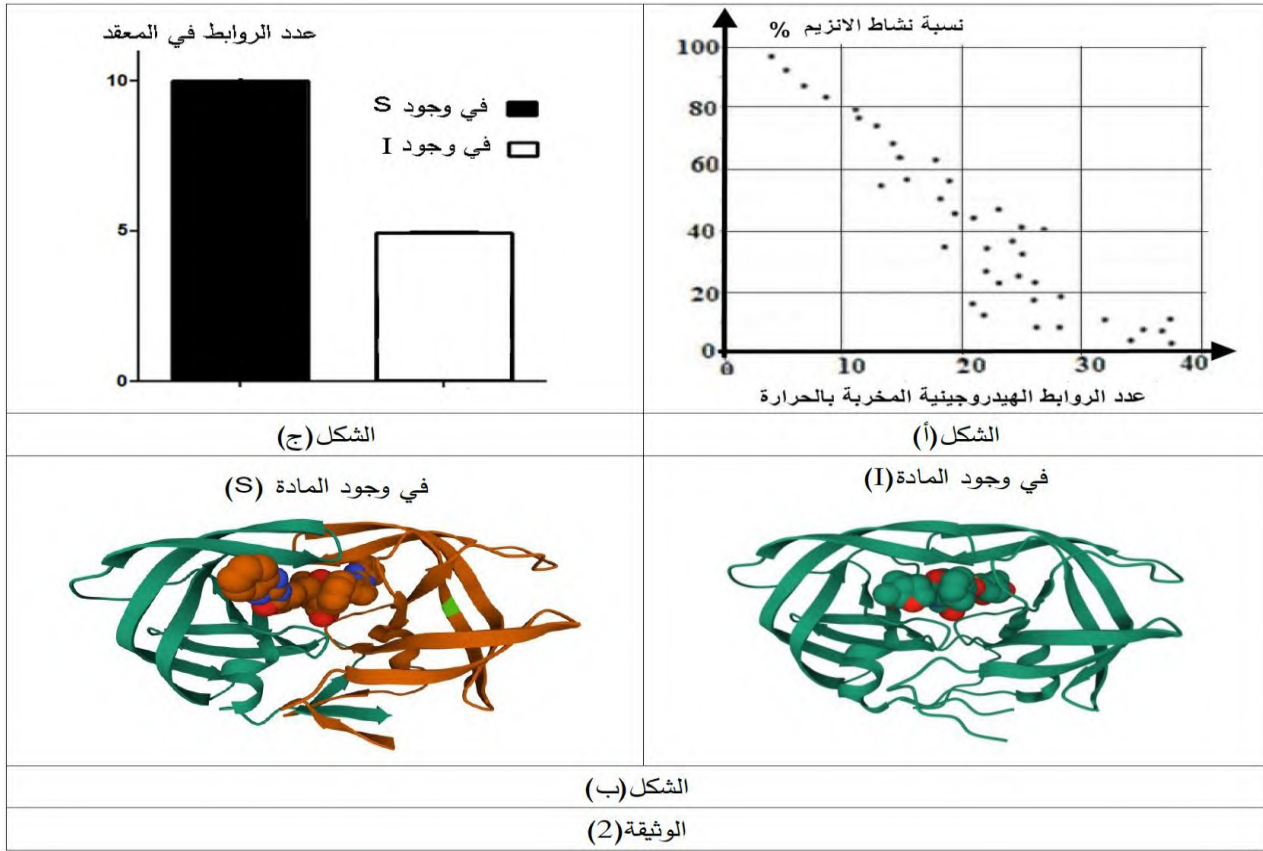 نسبة نشاط الانزيم %
100
80
60
40
20
0
0 10 20 30 40
عدد الروابط الهيدروجينية المخربة بالحرارة
الشكل(أ)
عدد الروابط في المعقد
10
5
0
في وجود S
في وجود I
الشكل(ج)
في وجود المادة(I)
في وجود المادة (S)
الشكل(ب)
الوثيقة(2)